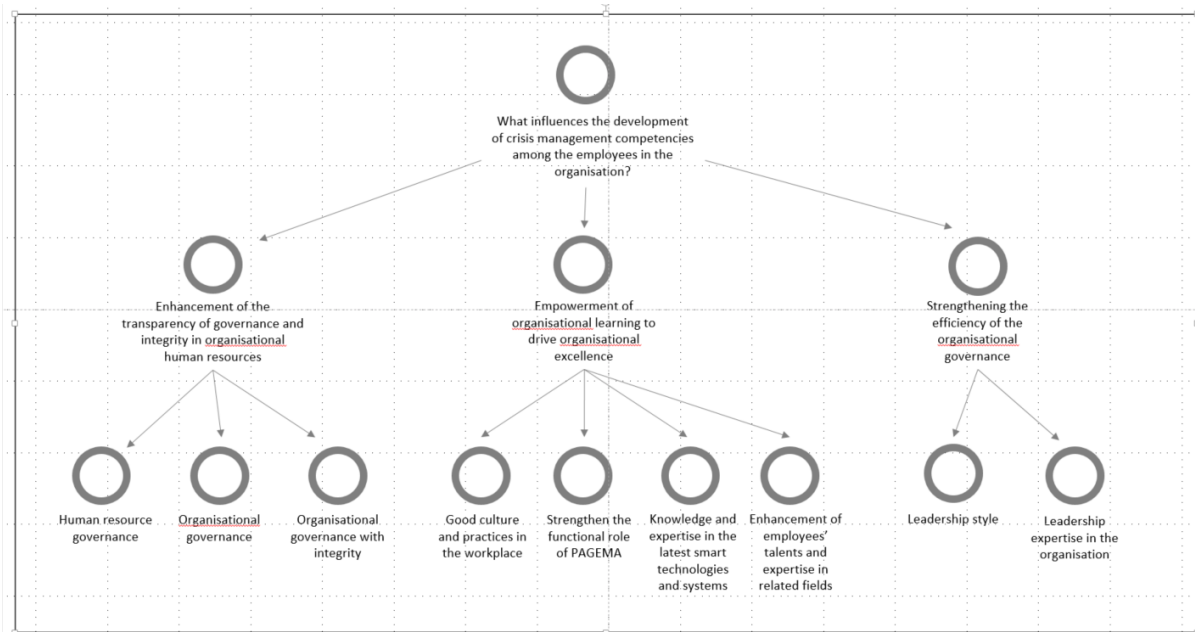 What influences the development
of crisis management competencies
among the employees in the
organisation?
Enhancement of the
transparency of governance and
integrity in organisational
human resources
Empowerment of
organisational learning to
drive organisational
excellence
Strengthening the
efficiency of the
organisational
governance
Human resource
governance
Organisational
governance
Organisational
governance with
integrity
Good culture
and practices in
the workplace
Strengthen the
functional role
of PAGEMA
Knowledge and
expertise in the
latest smart
technologies
and systems
Enhancement of
employees'
talents and
expertise in
related fields
Leadership style
Leadership
expertise in the
organisation